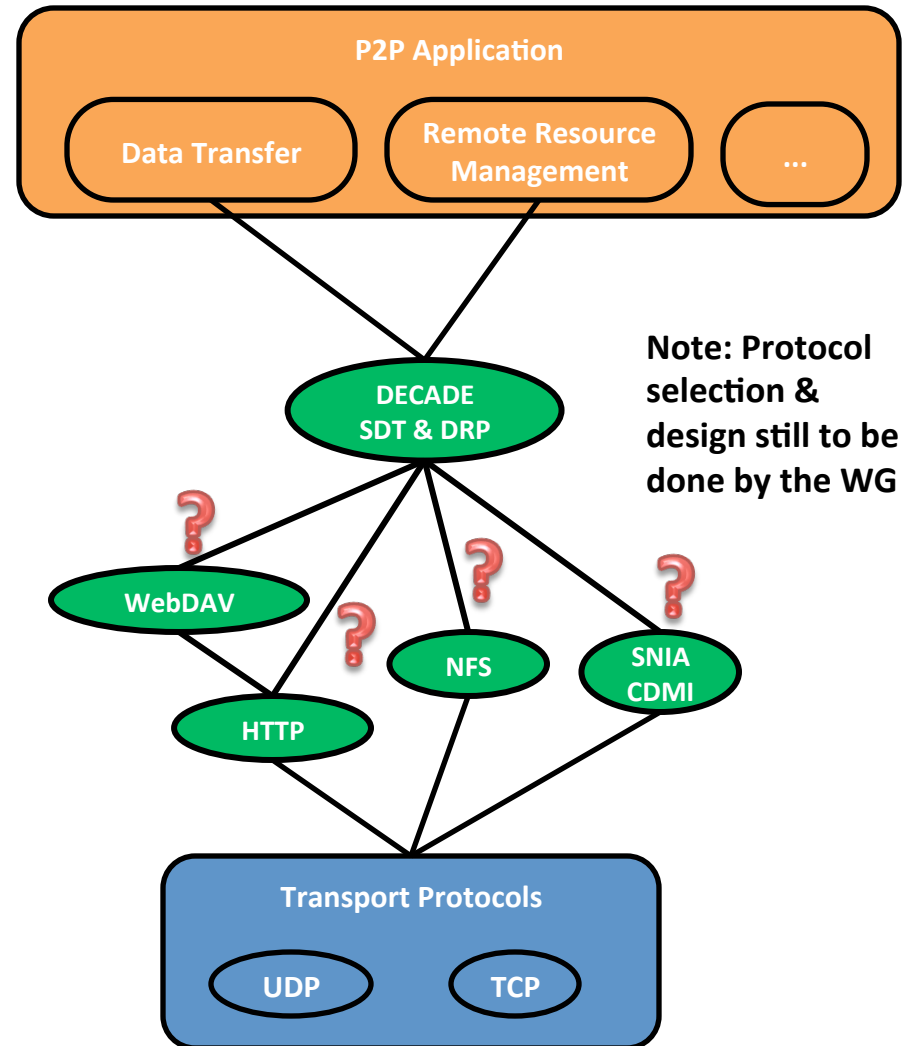 P2P Application
Data Transfer
Remote Resource
Management
...
Note: Protocol
selection &
design still to be
done by the WG
DECADE
SDT & DRP
?
?
?
?
WebDAV
NFS
SNIA
CDMI
HTTP
Transport Protocols
UDP
TCP